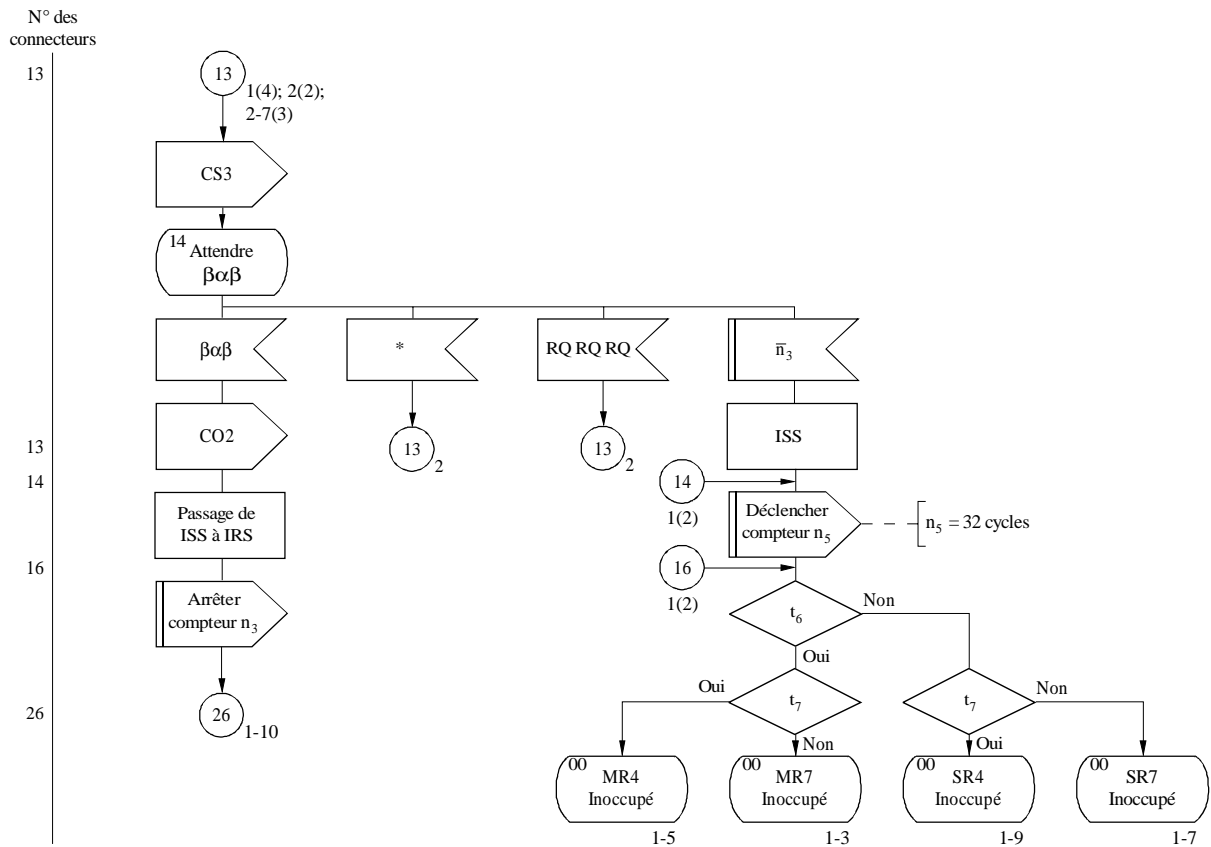 N° des
connecteurs
13
13
1(4); 2(2);
2-7(3)
CS3
14 Attendre
βαβ
βαβ
*
RQ RQ RQ
n̄₃
CO2
13
2
13
2
ISS
13
14
14
1(2)
Passage de
ISS à IRS
Déclencher
compteur n₅
n₅ = 32 cycles
16
16
1(2)
Arrêter
compteur n₃
t₆
Non
Oui
Oui
t₇
Non
t₇
Non
Oui
26
26
1-10
00 MR4
Inoccupé
1-5
00 MR7
Inoccupé
1-3
00 SR4
Inoccupé
1-9
00 SR7
Inoccupé
1-7